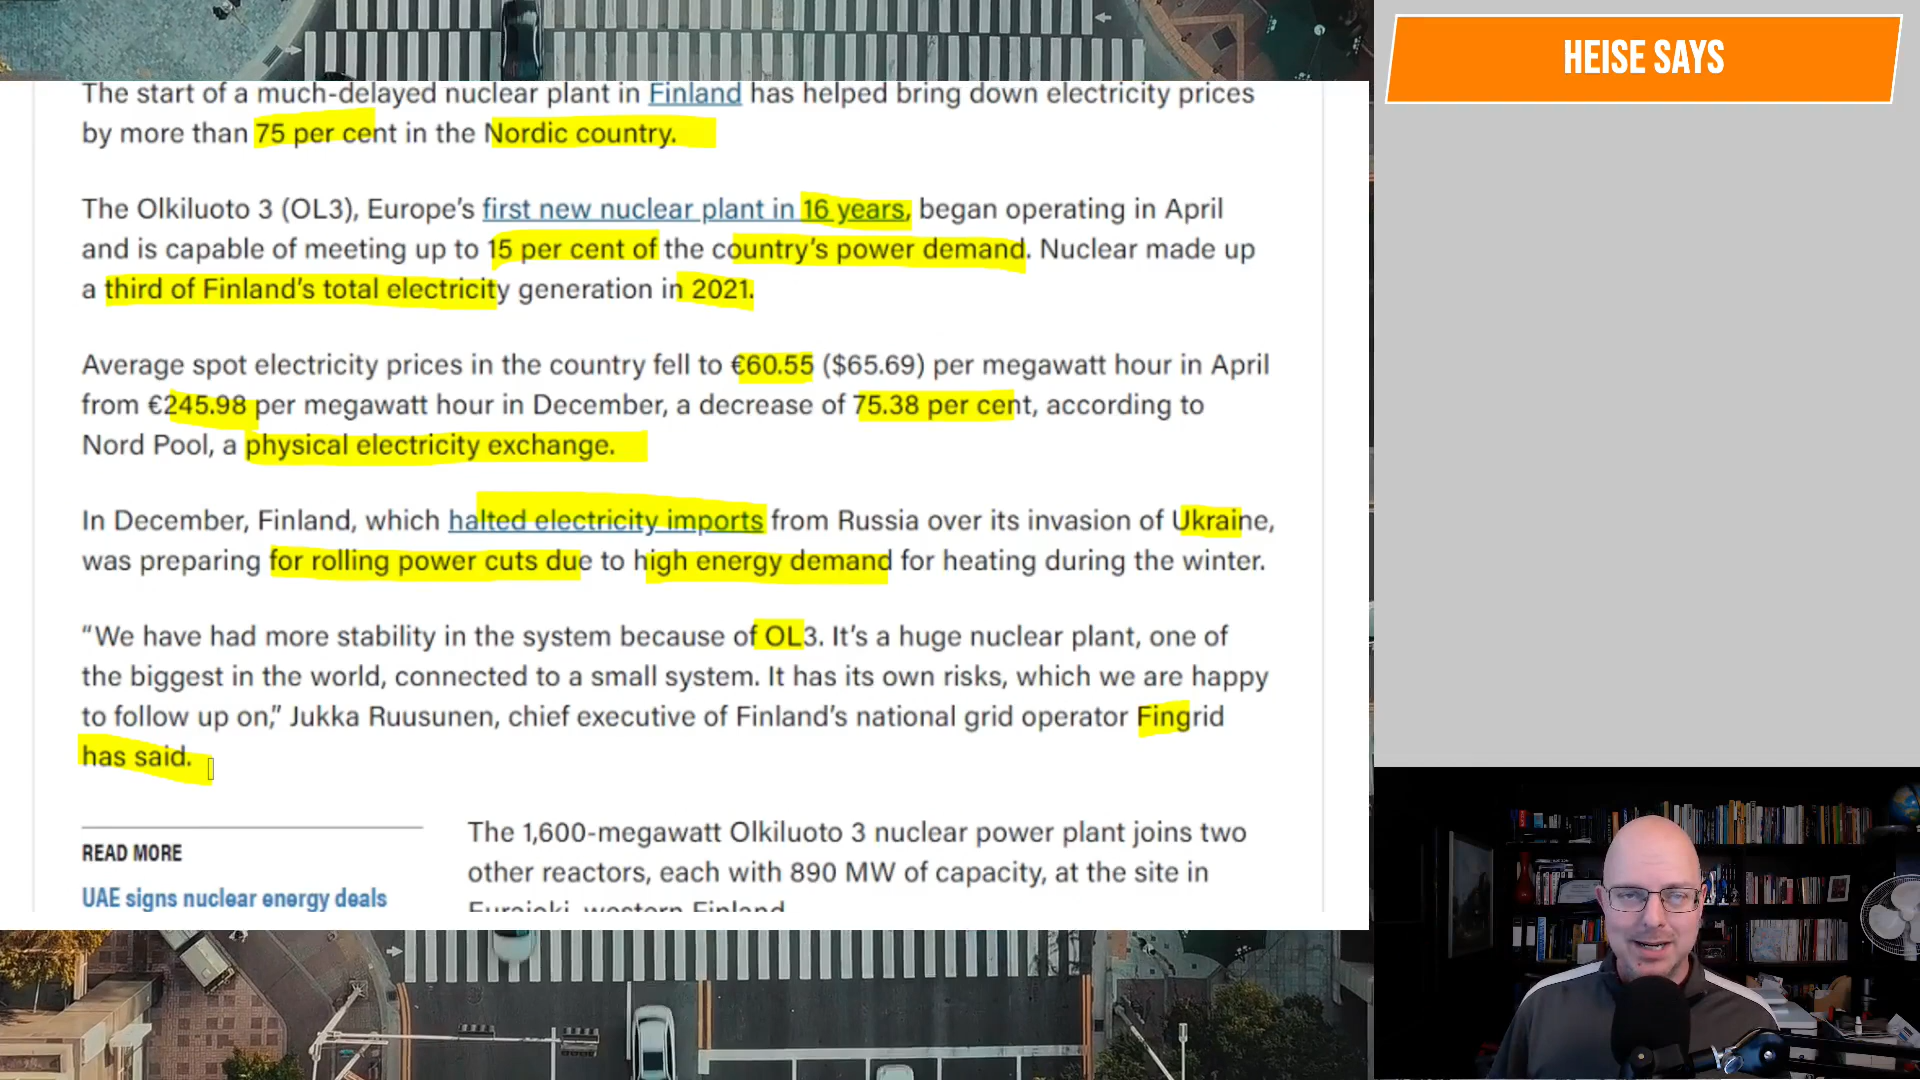 The start of a much-delayed nuclear plant in Finland has helped bring down electricity prices
by more than 75 per cent in the Nordic country.
The Olkiluoto 3 (OL3), Europe's first new nuclear plant in 16 years, began operating in April
and is capable of meeting up to 15 per cent of the country's power demand. Nuclear made up
a third of Finland's total electricity generation in 2021.
Average spot electricity prices in the country fell to €60.55 ($65.69) per megawatt hour in April
from €245.98 per megawatt hour in December, a decrease of 75.38 per cent, according to
Nord Pool, a physical electricity exchange.
In December, Finland, which halted electricity imports from Russia over its invasion of Ukraine,
was preparing for rolling power cuts due to high energy demand for heating during the winter.
“We have had more stability in the system because of OL3. It's a huge nuclear plant, one of
the biggest in the world, connected to a small system. It has its own risks, which we are happy
to follow up on,” Jukka Ruusunen, chief executive of Finland's national grid operator Fingrid
has said.
READ MORE
UAE signs nuclear energy deals
The 1,600-megawatt Olkiluoto 3 nuclear power plant joins two
other reactors, each with 890 MW of capacity, at the site in
Eurajoki, western Finland
HEISE SAYS